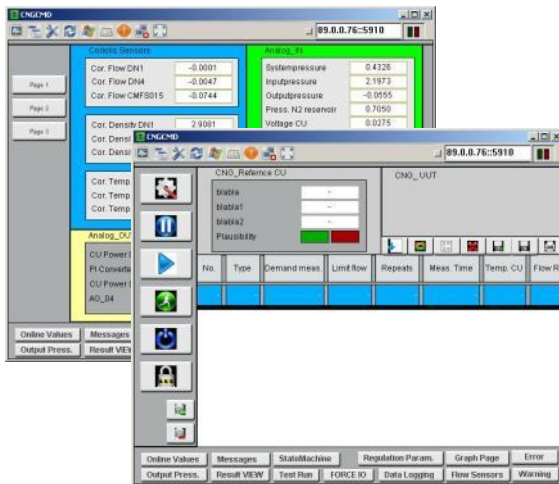 CNGCMD
89.0.0.76::5910
Coriolis Sensors
Analog_IN
Page 1
Page 2
Page 3
Cor. Flow DN1 -0.0001
Cor. Flow DN4 -0.0047
Cor. Flow CMFS015 -0.0744
Systempressure 0.4326
Inputpressure 2.1973
Outputpressure -0.0555
Press. N2 reservoir 0.7050
Voltage CU 0.0275
Cor. Density DN1 2.9081
Cor. Densi
Cor. Densi
Cor. Temp
Cor. Temp
Cor. Temp
Analog_OU
CU Power
PI Converte
CU Power
AO_04
Online Values Messages
Output Press. Result VIEW
CNGCMD
89.0.0.76::5910
CNG_Refernce CU
CNG_ UUT
blabla -
blabla1 -
blabla2 -
Plausibility
No. Type Demand meas. Limit flow Repeats Meas. Time Temp. CU Flow R
Online Values Messages StateMachine Regulation Param. Graph Page Error
Output Press. Result VIEW Test Run FORCE IO Data Logging Flow Sensors Warning